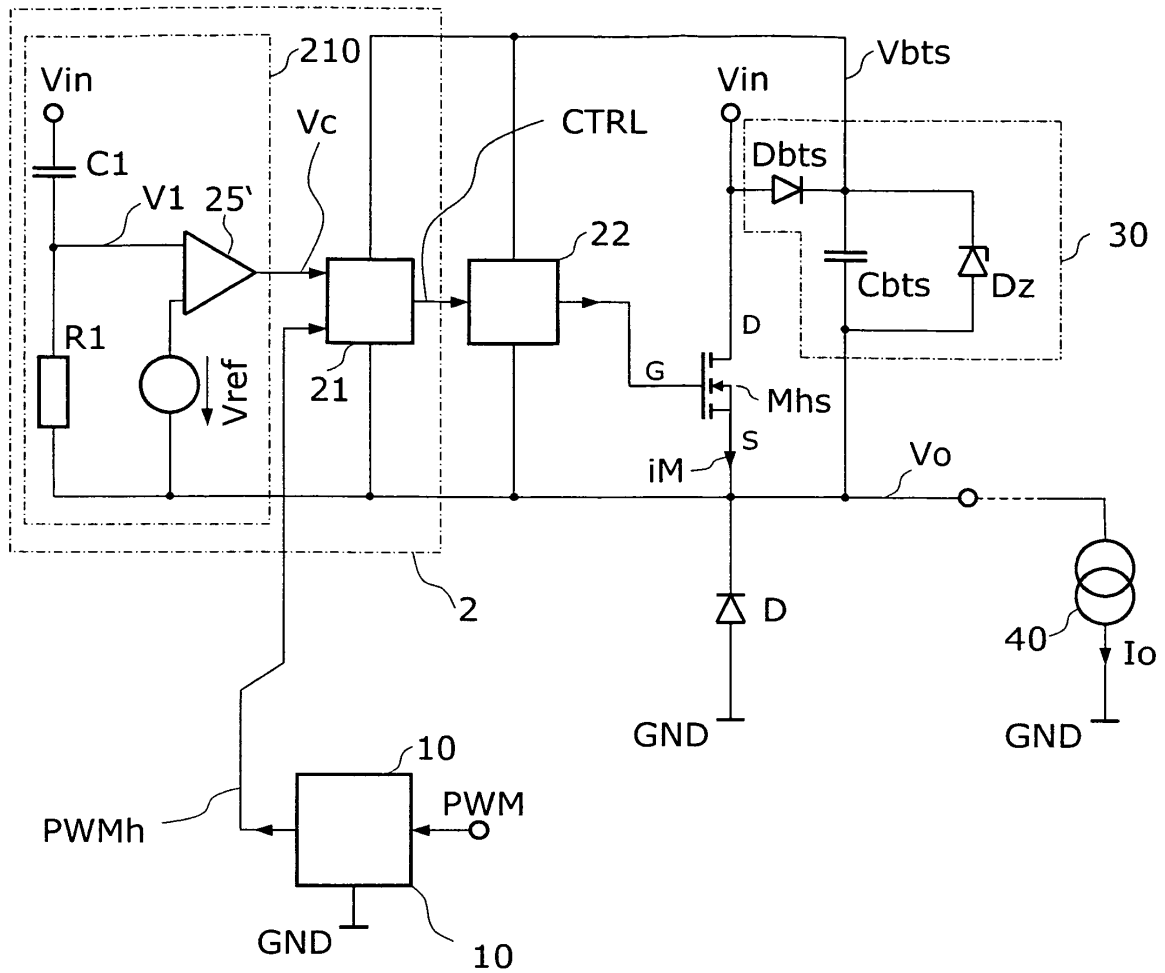 210
Vbts
Vin
Vin
Vc
CTRL
C1
Dbts
V1
25‘
22
30
Cbts
Dz
R1
D
21
G
Mhs
Vref
S
iM
Vo
2
D
40
Io
GND
GND
10
PWM
PWMh
GND
10